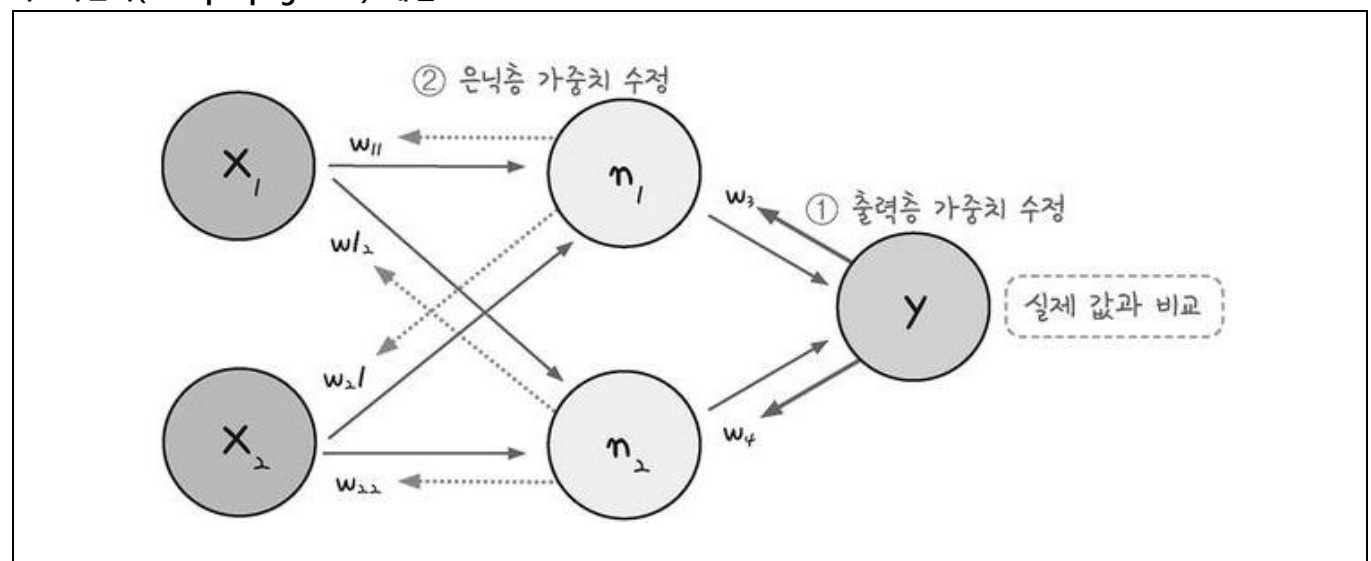 ② 은닉층 가중치 수정
X₁
w₁₁
n₁
w₃
① 출력층 가중치 수정
w1₂
y
실제 값과 비교
w₂1
X₂
n₂
w₄
w₂₂